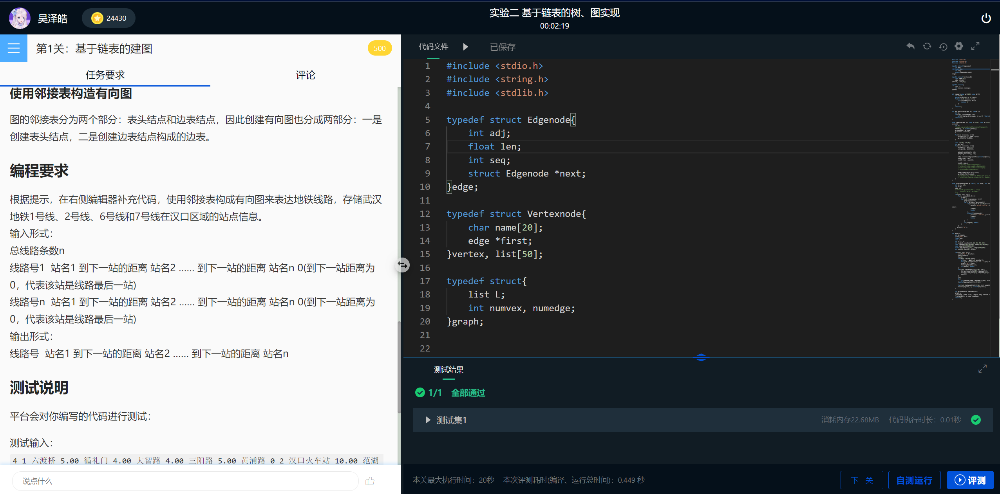 吴泽皓
24430
实验二 基于链表的树、图实现
00:02:19
第1关：基于链表的建图
500
任务要求
评论
使用邻接表构造有向图
图的邻接表分为两个部分：表头结点和边表结点，因此创建有向图也分成两部分：一是
创建表头结点，二是创建边表结点构成的边表。
编程要求
根据提示，在右侧编辑器补充代码，使用邻接表构成有向图来表达地铁线路，存储武汉
地铁1号线、2号线、6号线和7号线在汉口区域的站点信息。
输入形式：
总线路条数n
线路号1 站名1 到下一站的距离 站名2 ...... 到下一站的距离 站名n 0(到下一站距离为
0，代表该站是线路最后一站)
线路号n 站名1 到下一站的距离 站名2 ...... 到下一站的距离 站名n 0(到下一站距离为
0，代表该站是线路最后一站)
输出形式：
线路号 站名1 到下一站的距离 站名2 ...... 到下一站的距离 站名n
测试说明
平台会对你编写的代码进行测试：
测试输入：
4 1 六渡桥 5.00 循礼门 4.00 大智路 4.00 三阳路 5.00 黄浦路 0 2 汉口火车站 10.00 范湖
说点什么
代码文件
已保存
1 #include <stdio.h>
2 #include <string.h>
3 #include <stdlib.h>
4
5 typedef struct Edgenode{
6 int adj;
7 float len;
8 int seq;
9 struct Edgenode *next;
10 }edge;
11
12 typedef struct Vertexnode{
13 char name[20];
14 edge *first;
15 }vertex, list[50];
16
17 typedef struct{
18 list L;
19 int numvex, numedge;
20 }graph;
21
22
测试结果
1/1 全部通过
测试集1
消耗内存22.68MB 代码执行时长：0.01秒
本关最大执行时间：20秒 本次评测耗时(编译、运行总时间)：0.449 秒
下一关
自测运行
评测